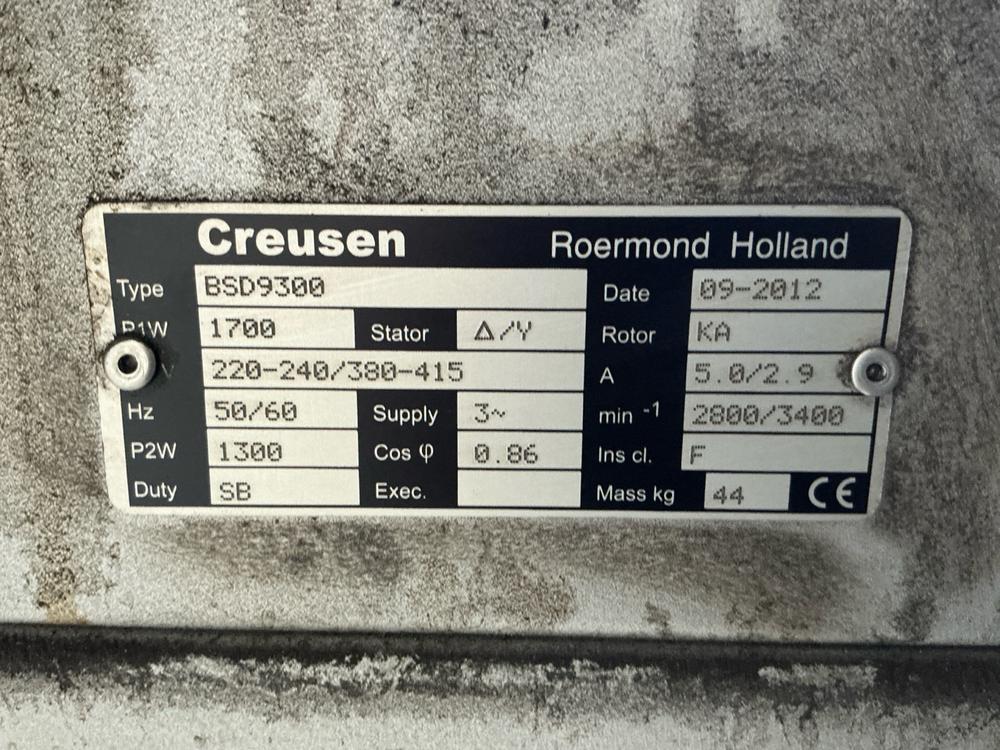 Creusen Roermond Holland
Type BSD9300 Date 09-2012
P1W 1700 Stator Δ/Y Rotor KA
V 220-240/380-415 A 5.0/2.9
Hz 50/60 Supply 3~ min -1 2800/3400
P2W 1300 Cos φ 0.86 Ins cl. F
Duty SB Exec. Mass kg 44 CE